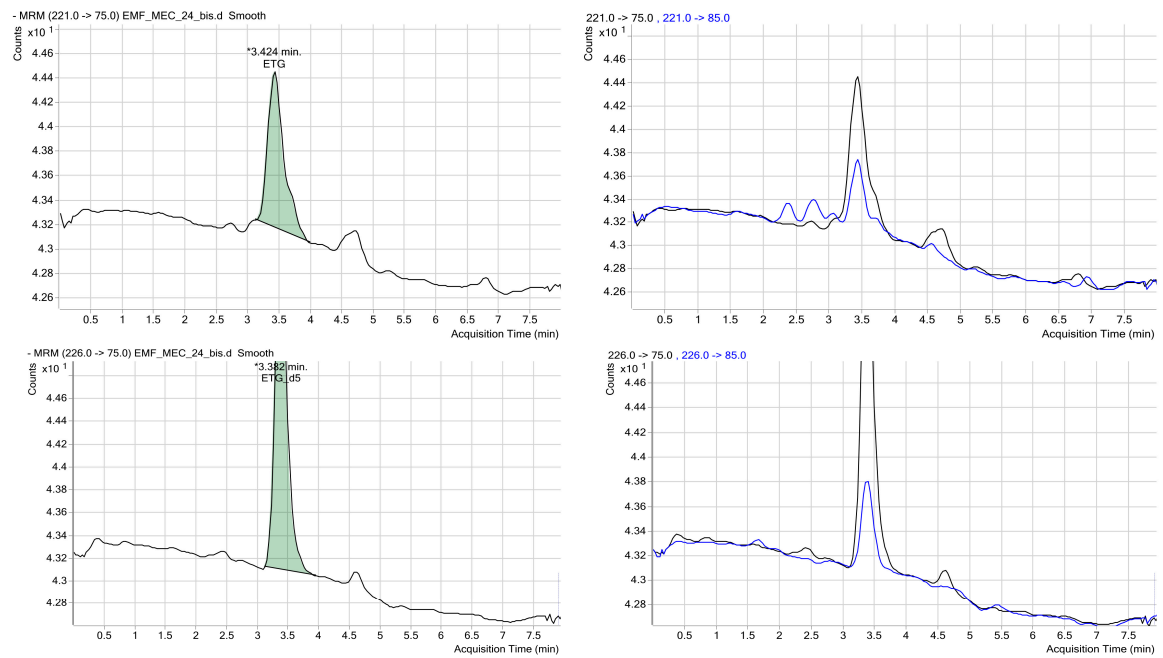 - MRM (221.0 -> 75.0) EMF_MEC_24_bis.d  Smooth
Counts
x10 1
4.46
4.44
4.42
4.4
4.38
4.36
4.34
4.32
4.3
4.28
4.26
*3.424 min.
ETG
0.5 1 1.5 2 2.5 3 3.5 4 4.5 5 5.5 6 6.5 7 7.5
Acquisition Time (min)
221.0 -> 75.0 , 221.0 -> 85.0
Counts
x10 1
4.46
4.44
4.42
4.4
4.38
4.36
4.34
4.32
4.3
4.28
4.26
0.5 1 1.5 2 2.5 3 3.5 4 4.5 5 5.5 6 6.5 7 7.5
Acquisition Time (min)
- MRM (226.0 -> 75.0) EMF_MEC_24_bis.d  Smooth
Counts
x10 1
4.46
4.44
4.42
4.4
4.38
4.36
4.34
4.32
4.3
4.28
*3.382 min.
ETG_d5
0.5 1 1.5 2 2.5 3 3.5 4 4.5 5 5.5 6 6.5 7 7.5
Acquisition Time (min)
226.0 -> 75.0 , 226.0 -> 85.0
Counts
x10 1
4.46
4.44
4.42
4.4
4.38
4.36
4.34
4.32
4.3
4.28
0.5 1 1.5 2 2.5 3 3.5 4 4.5 5 5.5 6 6.5 7 7.5
Acquisition Time (min)